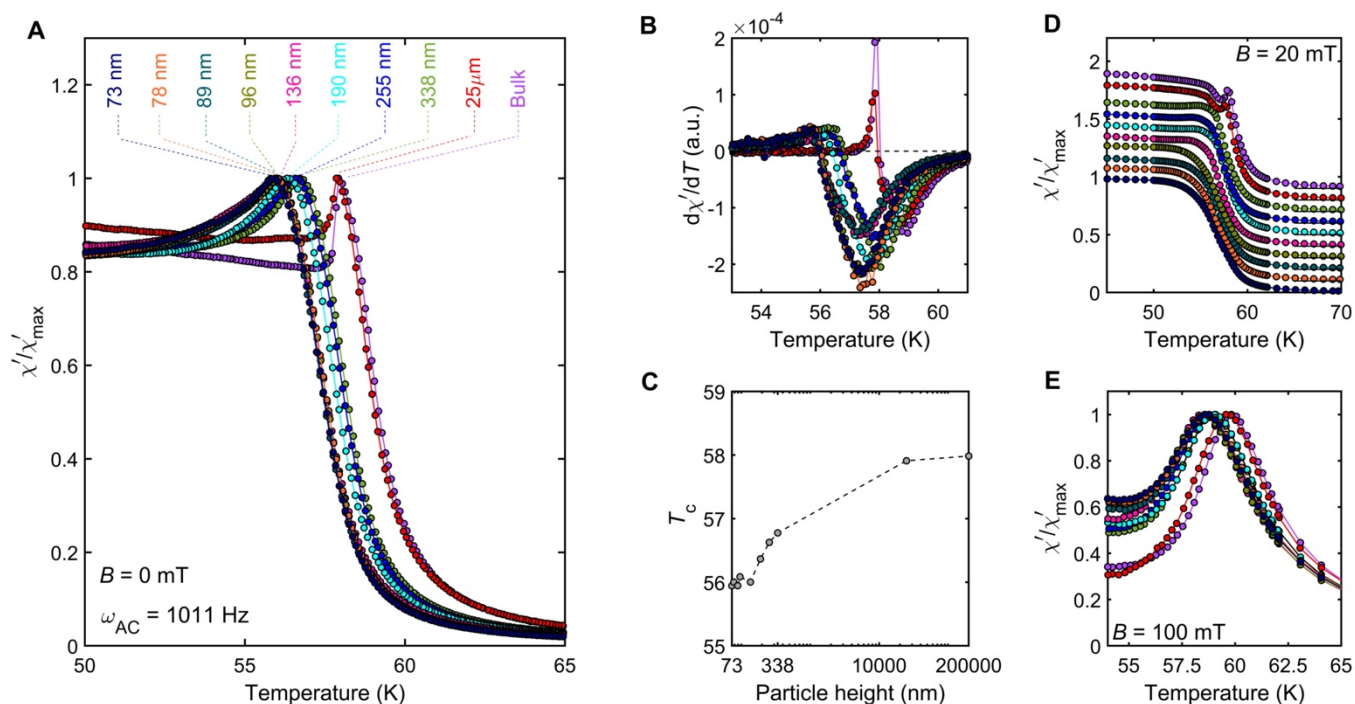 A
73 nm
78 nm
89 nm
96 nm
136 nm
190 nm
255 nm
338 nm
25μm
Bulk
1.2
1
0.8
0.6
0.4
0.2
0
χ′/χ′max
B = 0 mT
ωAC = 1011 Hz
50
55
60
65
Temperature (K)
B
×10-4
2
1
0
-1
-2
dχ′/dT (a.u.)
54
56
58
60
Temperature (K)
C
59
58
57
56
55
Tc
73
338
10000
200000
Particle height (nm)
D
B = 20 mT
2
1.5
1
0.5
0
χ′/χ′max
50
60
70
Temperature (K)
E
1
0.8
0.6
0.4
0.2
0
χ′/χ′max
B = 100 mT
55
57.5
60
62.5
65
Temperature (K)